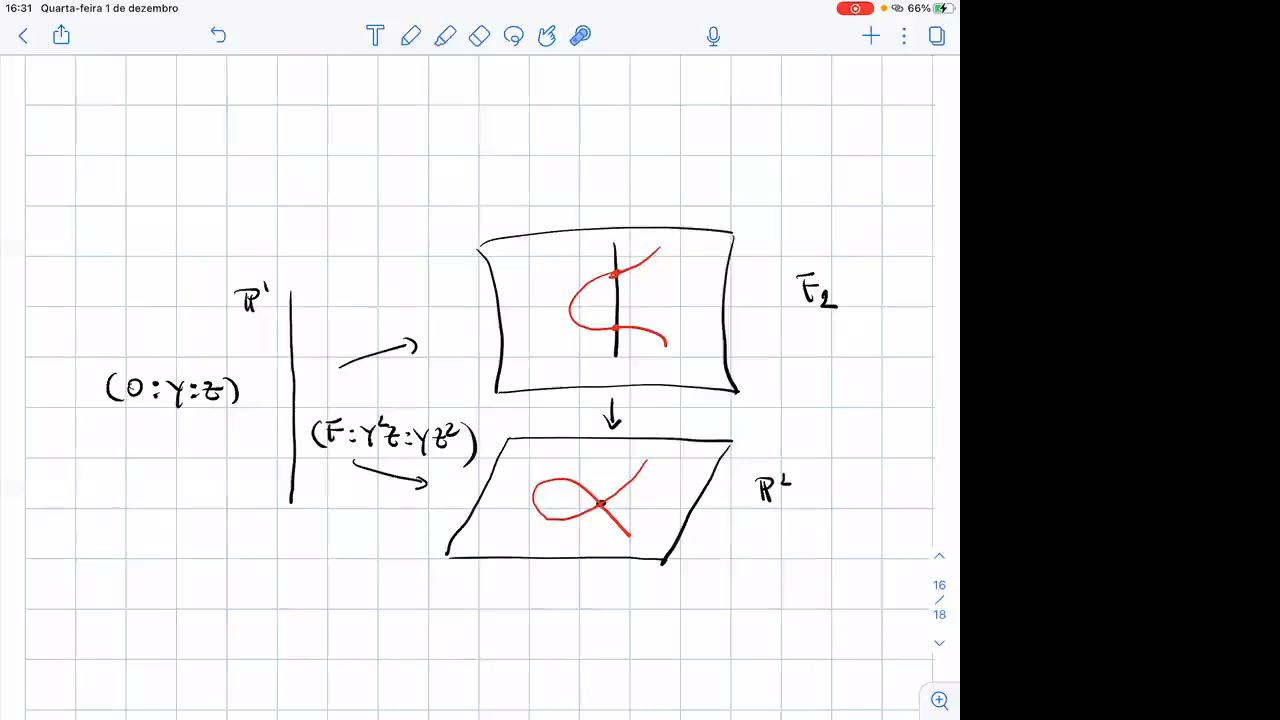 16:31 Quarta-feira 1 de dezembro 66%
T
ℙ¹
F₂
(0:Y:Z)
(F:Y²Z:YZ²)
ℙ²
16
/
18